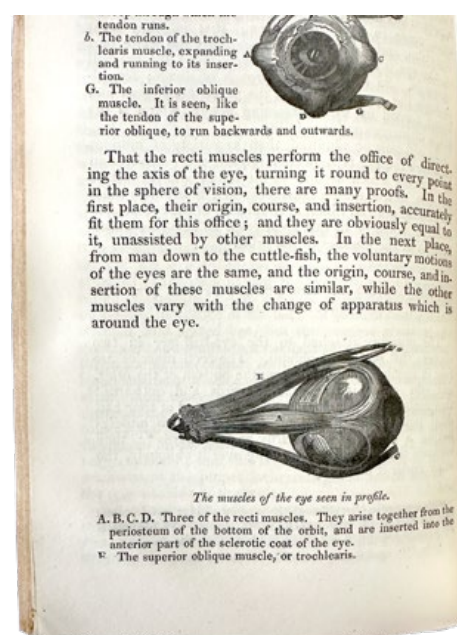 tendon runs.
b. The tendon of the troch-
learis muscle, expanding
and running to its inser-
tion.
G. The inferior oblique
muscle. It is seen, like
the tendon of the supe-
rior oblique, to run backwards and outwards.
A
C
D
G
That the recti muscles perform the office of direct-
ing the axis of the eye, turning it round to every point
in the sphere of vision, there are many proofs. In the
first place, their origin, course, and insertion, accurately
fit them for this office; and they are obviously equal to
it, unassisted by other muscles. In the next place,
from man down to the cuttle-fish, the voluntary motions
of the eyes are the same, and the origin, course, and in-
sertion of these muscles are similar, while the other
muscles vary with the change of apparatus which is
around the eye.
E
A
The muscles of the eye seen in profile.
A. B. C. D. Three of the recti muscles. They arise together from the
periosteum of the bottom of the orbit, and are inserted into the
anterior part of the sclerotic coat of the eye.
E The superior oblique muscle, or trochlearis.